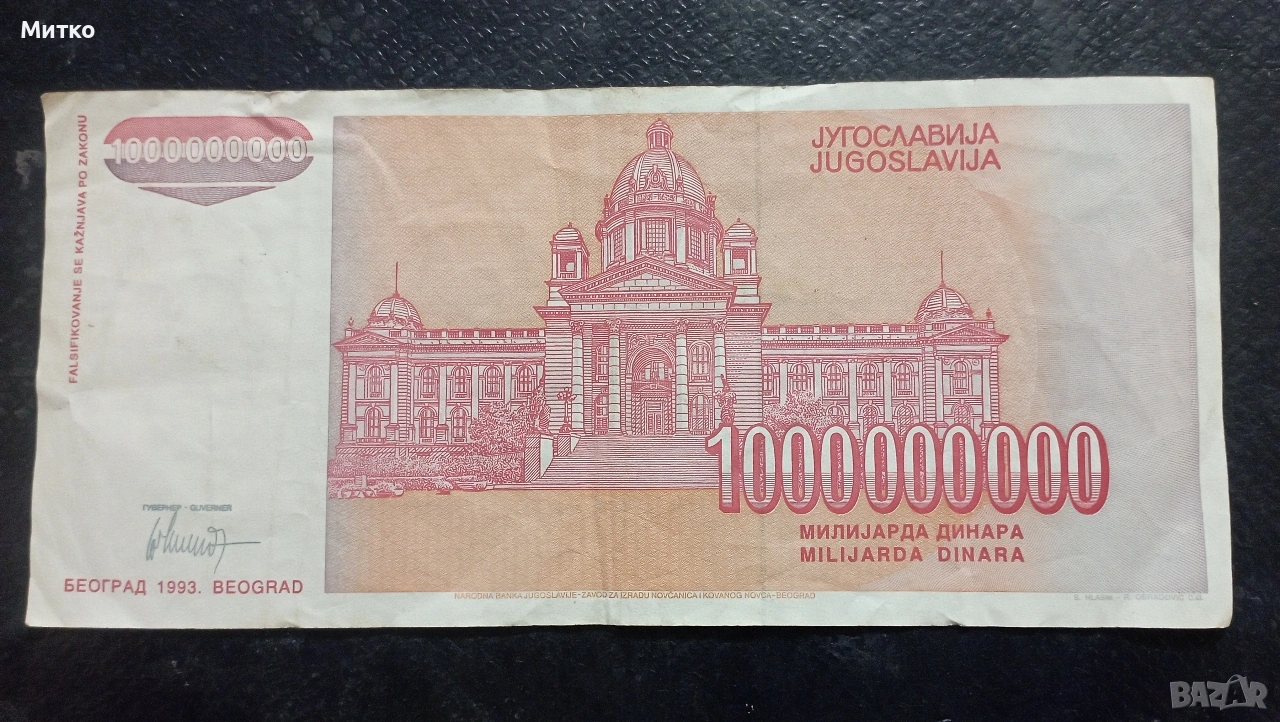 Митко
1000000000
FALSIFIKOVANJE SE KAŽNJAVA PO ZAKONU
ЈУГОСЛАВИЈА
JUGOSLAVIJA
1000000000
МИЛИЈАРДА ДИНАРА
MILIJARDA DINARA
ГУВЕРНЕР - GUVERNER
БЕОГРАД 1993. BEOGRAD
NARODNA BANKA JUGOSLAVIJE-ZAVOD ZA IZRADU NOVČANICA I KOVANOG NOVCA-BEOGRAD
BAZAR